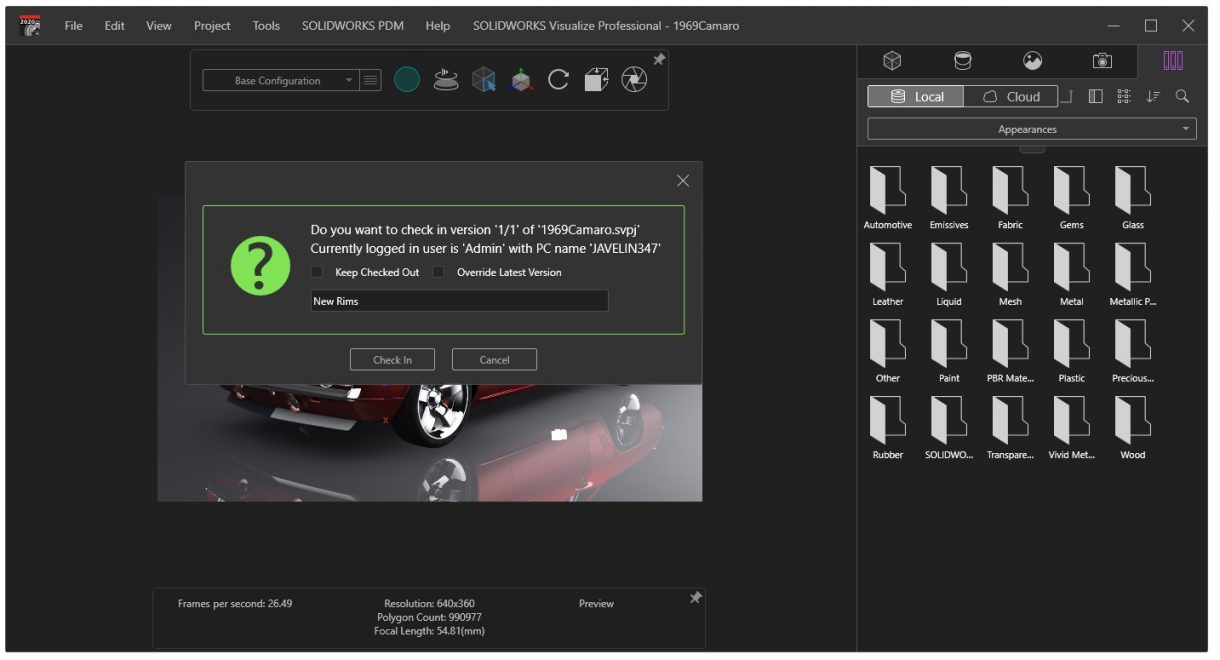 2020
File Edit View Project Tools SOLIDWORKS PDM Help SOLIDWORKS Visualize Professional - 1969Camaro
Base Configuration
Local Cloud
Appearances
Automotive Emissives Fabric Gems Glass
Leather Liquid Mesh Metal Metallic P...
Other Paint PBR Mate... Plastic Precious...
Rubber SOLIDWO... Transpare... Vivid Met... Wood
Do you want to check in version '1/1' of '1969Camaro.svpj'
Currently logged in user is 'Admin' with PC name 'JAVELIN347'
Keep Checked Out Override Latest Version
New Rims
Check In Cancel
X
Frames per second: 26.49 Resolution: 640x360 Preview
Polygon Count: 990977
Focal Length: 54.81(mm)